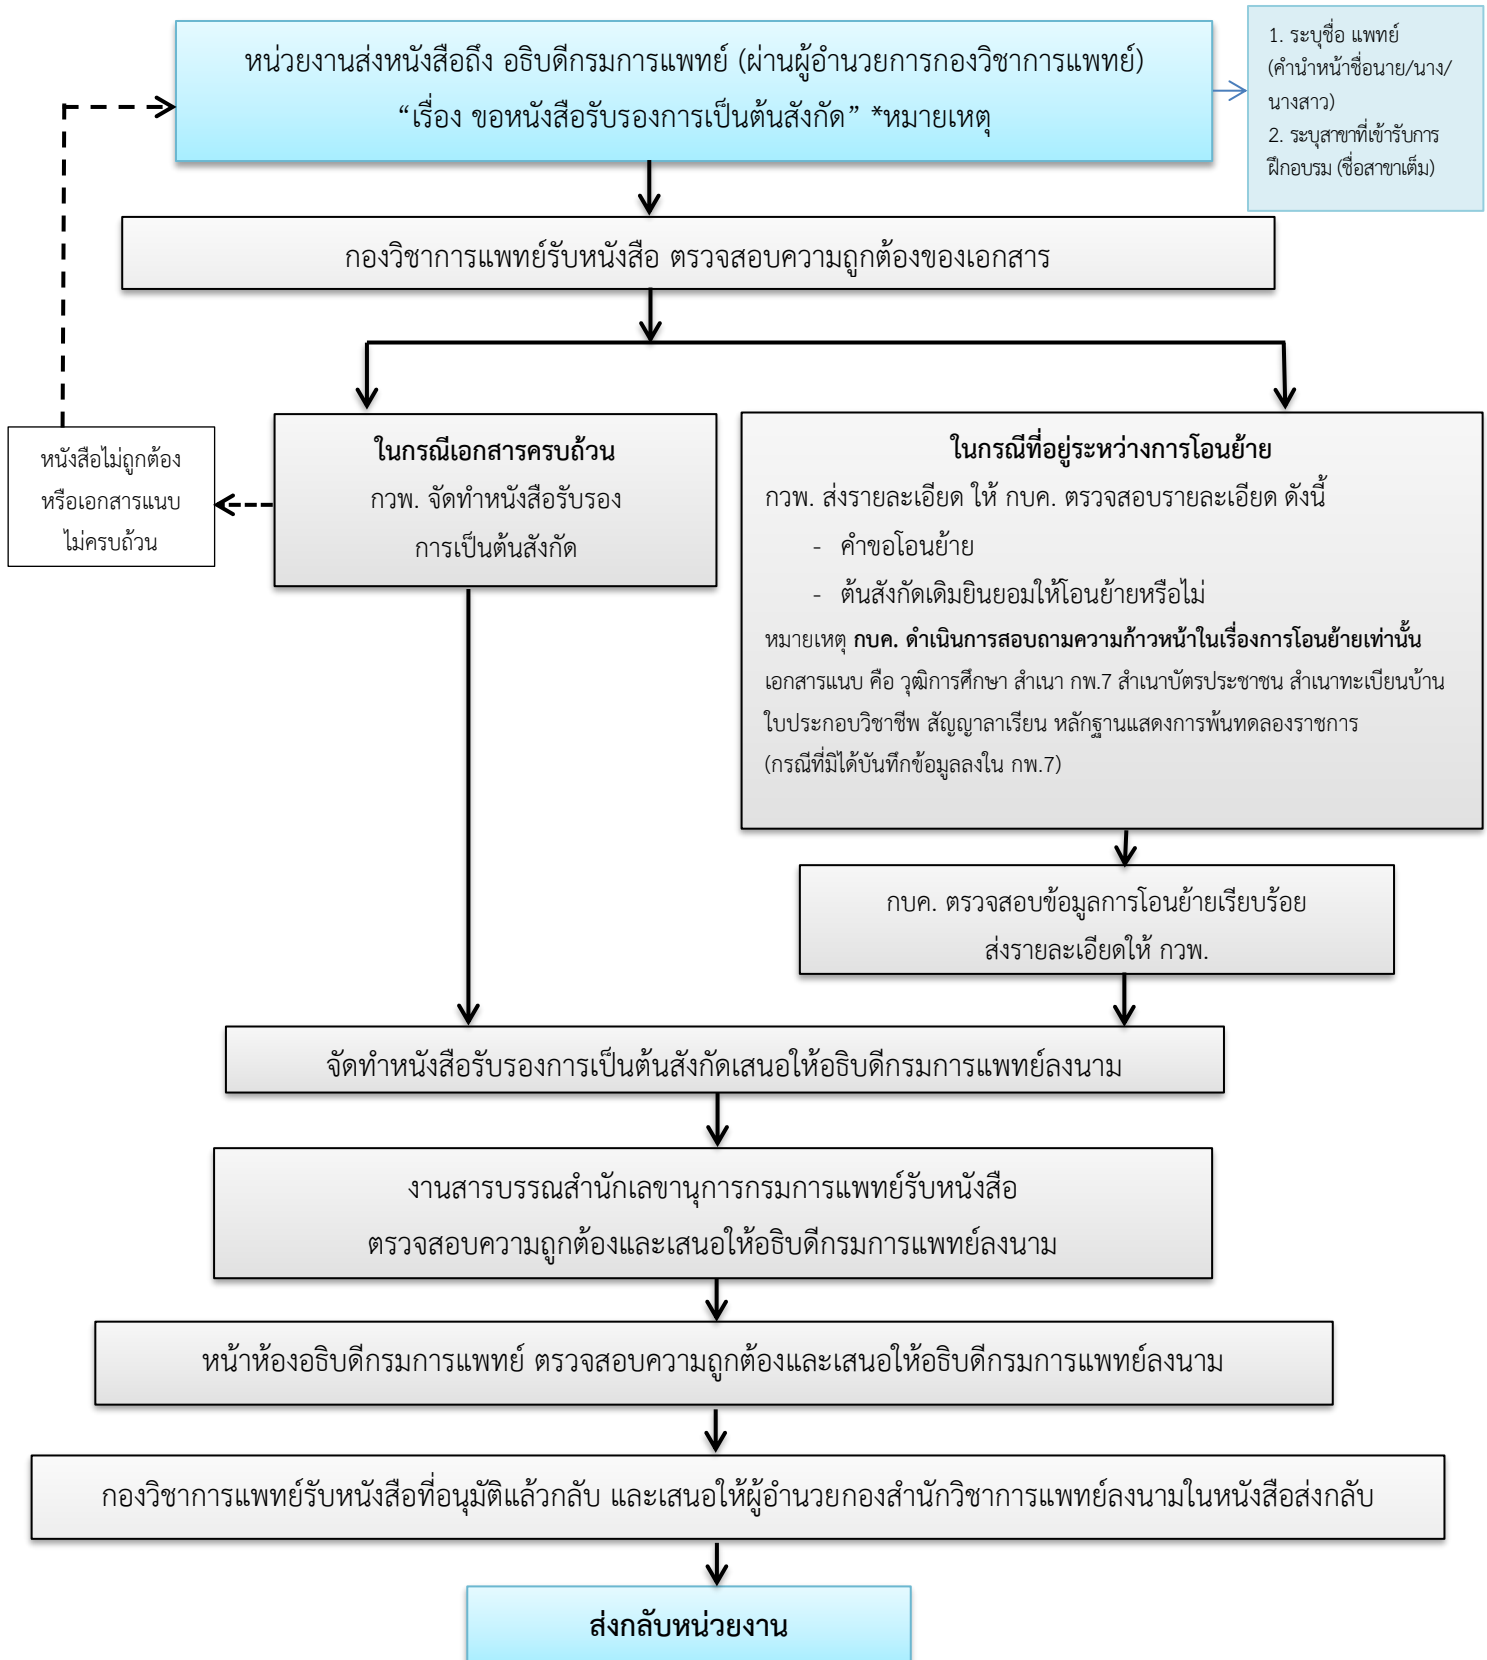 หน่วยงานส่งหนังสือถึง อธิบดีกรมการแพทย์ (ผ่านผู้อำนวยการกองวิชาการแพทย์)
“เรื่อง ขอหนังสือรับรองการเป็นต้นสังกัด” *หมายเหตุ
1. ระบุชื่อ แพทย์
(คำนำหน้าชื่อนาย/นาง/
นางสาว)
2. ระบุสาขาที่เข้ารับการ
ฝึกอบรม (ชื่อสาขาเต็ม)
กองวิชาการแพทย์รับหนังสือ ตรวจสอบความถูกต้องของเอกสาร
หนังสือไม่ถูกต้อง
หรือเอกสารแนบ
ไม่ครบถ้วน
ในกรณีเอกสารครบถ้วน
กวพ. จัดทำหนังสือรับรอง
การเป็นต้นสังกัด
ในกรณีที่อยู่ระหว่างการโอนย้าย
กวพ. ส่งรายละเอียด ให้ กบค. ตรวจสอบรายละเอียด ดังนี้
- คำขอโอนย้าย
- ต้นสังกัดเดิมยินยอมให้โอนย้ายหรือไม่
หมายเหตุ กบค. ดำเนินการสอบถามความก้าวหน้าในเรื่องการโอนย้ายเท่านั้น
เอกสารแนบ คือ วุฒิการศึกษา สำเนา กพ.7 สำเนาบัตรประชาชน สำเนาทะเบียนบ้าน
ใบประกอบวิชาชีพ สัญญาลาเรียน หลักฐานแสดงการพ้นทดลองราชการ
(กรณีที่มิได้บันทึกข้อมูลลงใน กพ.7)
กบค. ตรวจสอบข้อมูลการโอนย้ายเรียบร้อย
ส่งรายละเอียดให้ กวพ.
จัดทำหนังสือรับรองการเป็นต้นสังกัดเสนอให้อธิบดีกรมการแพทย์ลงนาม
งานสารบรรณสำนักเลขานุการกรมการแพทย์รับหนังสือ
ตรวจสอบความถูกต้องและเสนอให้อธิบดีกรมการแพทย์ลงนาม
หน้าห้องอธิบดีกรมการแพทย์ ตรวจสอบความถูกต้องและเสนอให้อธิบดีกรมการแพทย์ลงนาม
กองวิชาการแพทย์รับหนังสือที่อนุมัติแล้วกลับ และเสนอให้ผู้อำนวยกองสำนักวิชาการแพทย์ลงนามในหนังสือส่งกลับ
ส่งกลับหน่วยงาน